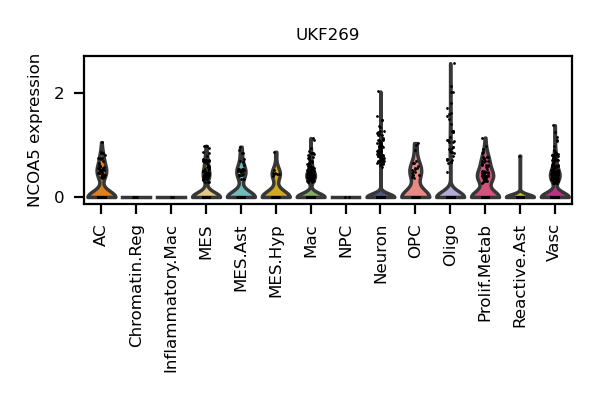 UKF269
NCOA5 expression
2
0
AC
Chromatin.Reg
Inflammatory.Mac
MES
MES.Ast
MES.Hyp
Mac
NPC
Neuron
OPC
Oligo
Prolif.Metab
Reactive.Ast
Vasc